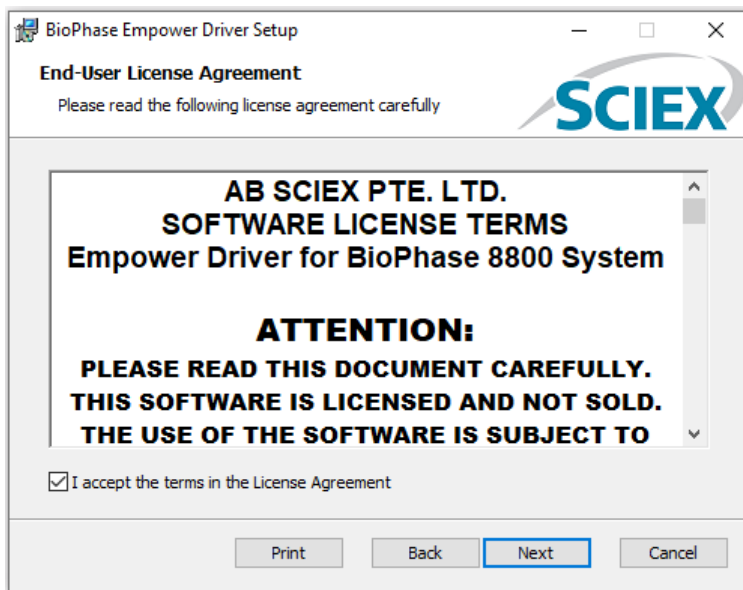 BioPhase Empower Driver Setup
End-User License Agreement
Please read the following license agreement carefully
SCIEX
AB SCIEX PTE. LTD.
SOFTWARE LICENSE TERMS
Empower Driver for BioPhase 8800 System
ATTENTION:
PLEASE READ THIS DOCUMENT CAREFULLY.
THIS SOFTWARE IS LICENSED AND NOT SOLD.
THE USE OF THE SOFTWARE IS SUBJECT TO
I accept the terms in the License Agreement
Print Back Next Cancel